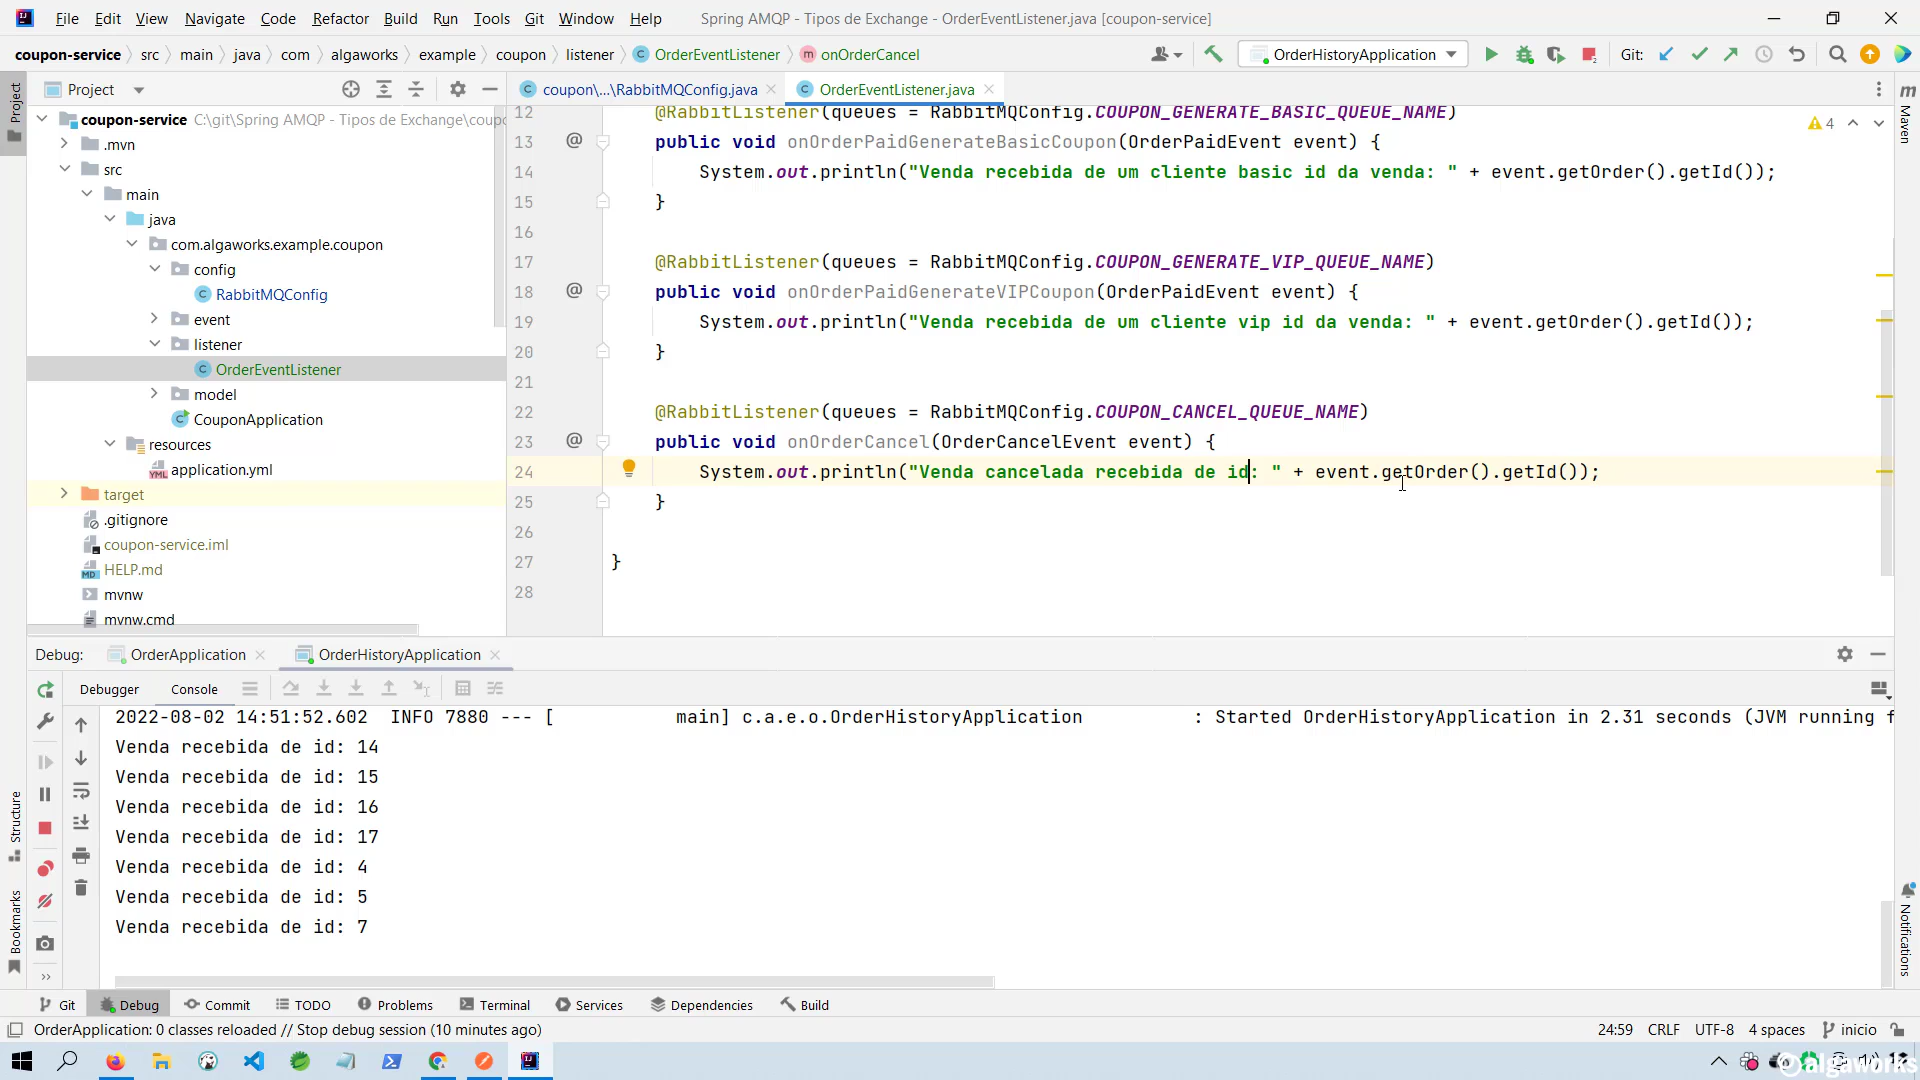 File Edit View Navigate Code Refactor Build Run Tools Git Window Help Spring AMQP - Tipos de Exchange - OrderEventListener.java [coupon-service]
coupon-service src main java com algaworks example coupon listener OrderEventListener onOrderCancel OrderHistoryApplication Git:
Project
coupon\...\RabbitMQConfig.java OrderEventListener.java
coupon-service C:\git\Spring AMQP - Tipos de Exchange\coupo
.mvn
src
main
java
com.algaworks.example.coupon
config
RabbitMQConfig
event
listener
OrderEventListener
model
CouponApplication
resources
application.yml
target
.gitignore
coupon-service.iml
HELP.md
mvnw
mvnw.cmd
12 @RabbitListener(queues = RabbitMQConfig.COUPON_GENERATE_BASIC_QUEUE_NAME)
13 @ public void onOrderPaidGenerateBasicCoupon(OrderPaidEvent event) {
14 System.out.println("Venda recebida de um cliente basic id da venda: " + event.getOrder().getId());
15 }
16
17 @RabbitListener(queues = RabbitMQConfig.COUPON_GENERATE_VIP_QUEUE_NAME)
18 @ public void onOrderPaidGenerateVIPCoupon(OrderPaidEvent event) {
19 System.out.println("Venda recebida de um cliente vip id da venda: " + event.getOrder().getId());
20 }
21
22 @RabbitListener(queues = RabbitMQConfig.COUPON_CANCEL_QUEUE_NAME)
23 @ public void onOrderCancel(OrderCancelEvent event) {
24 System.out.println("Venda cancelada recebida de id: " + event.getOrder().getId());
25 }
26
27 }
28
4
Project
Structure
Bookmarks
Maven
Notifications
Debug: OrderApplication OrderHistoryApplication
Debugger Console
2022-08-02 14:51:52.602 INFO 7880 --- [ main] c.a.e.o.OrderHistoryApplication : Started OrderHistoryApplication in 2.31 seconds (JVM running f
Venda recebida de id: 14
Venda recebida de id: 15
Venda recebida de id: 16
Venda recebida de id: 17
Venda recebida de id: 4
Venda recebida de id: 5
Venda recebida de id: 7
Git Debug Commit TODO Problems Terminal Services Dependencies Build
OrderApplication: 0 classes reloaded // Stop debug session (10 minutes ago) 24:59 CRLF UTF-8 4 spaces inicio
algaworks